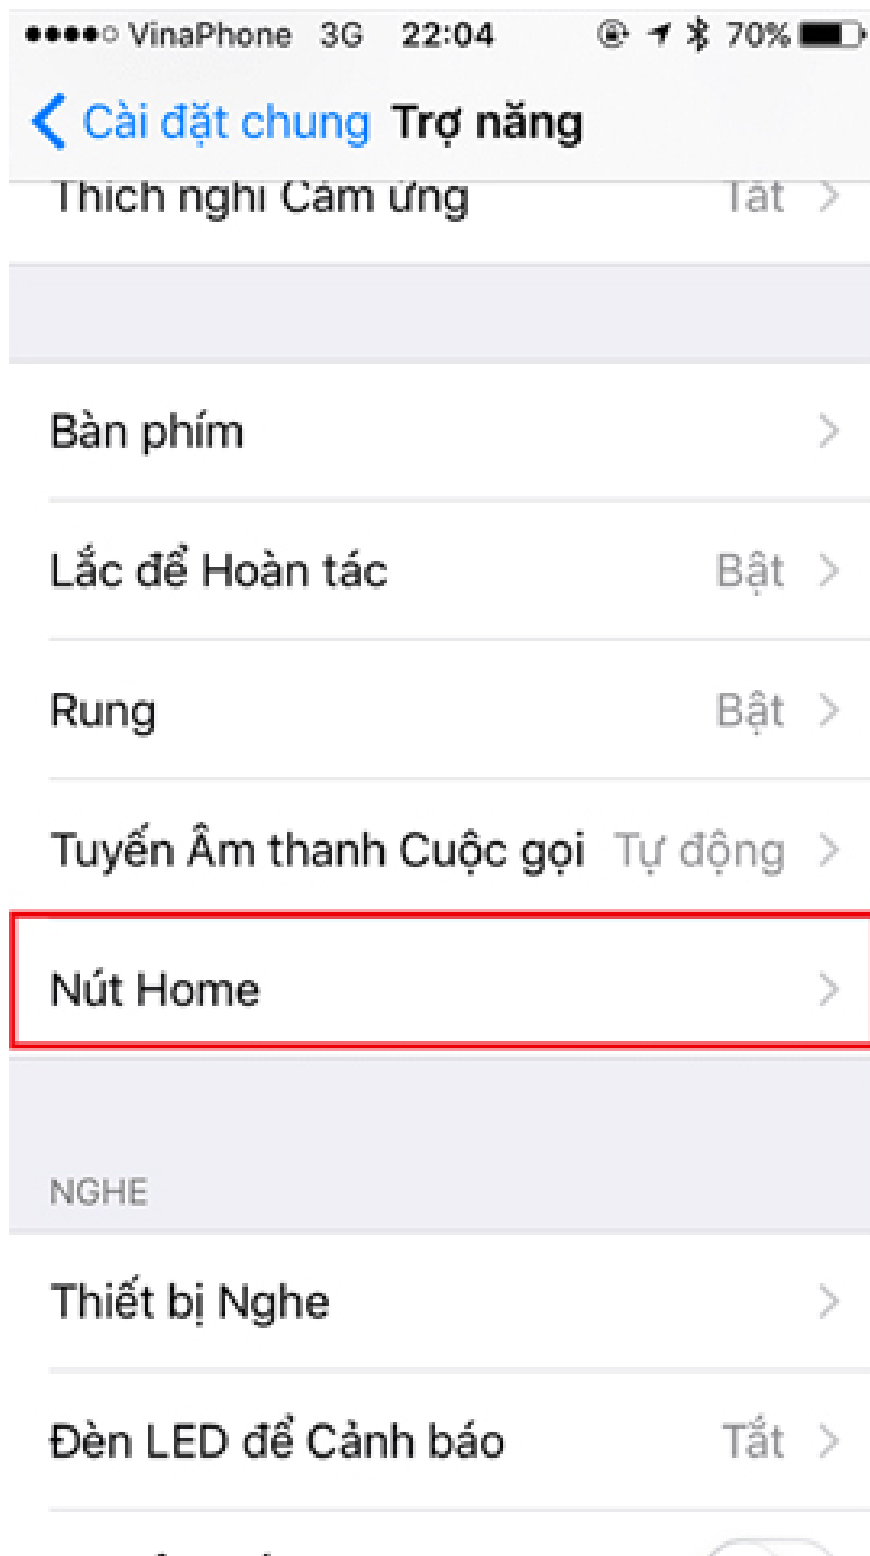 VinaPhone 3G 22:04 70%
Cài đặt chung Trợ năng
Thích nghi Cảm ứng Tắt
Bàn phím
Lắc để Hoàn tác Bật
Rung Bật
Tuyến Âm thanh Cuộc gọi Tự động
Nút Home
NGHE
Thiết bị Nghe
Đèn LED để Cảnh báo Tắt